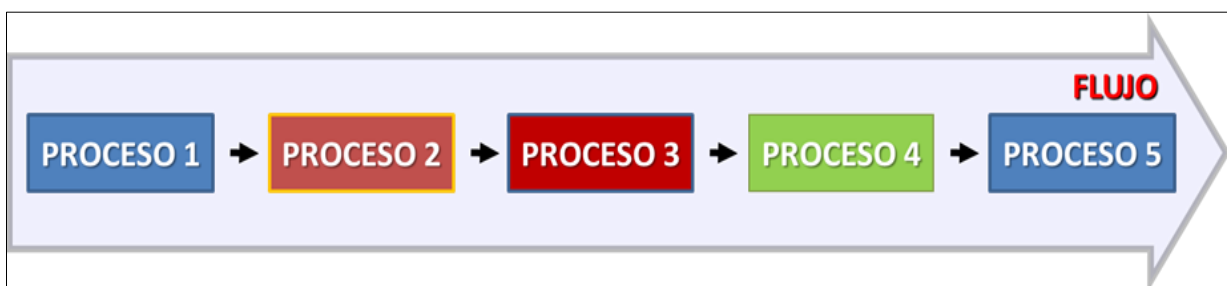 FLUJO
PROCESO 1
PROCESO 2
PROCESO 3
PROCESO 4
PROCESO 5